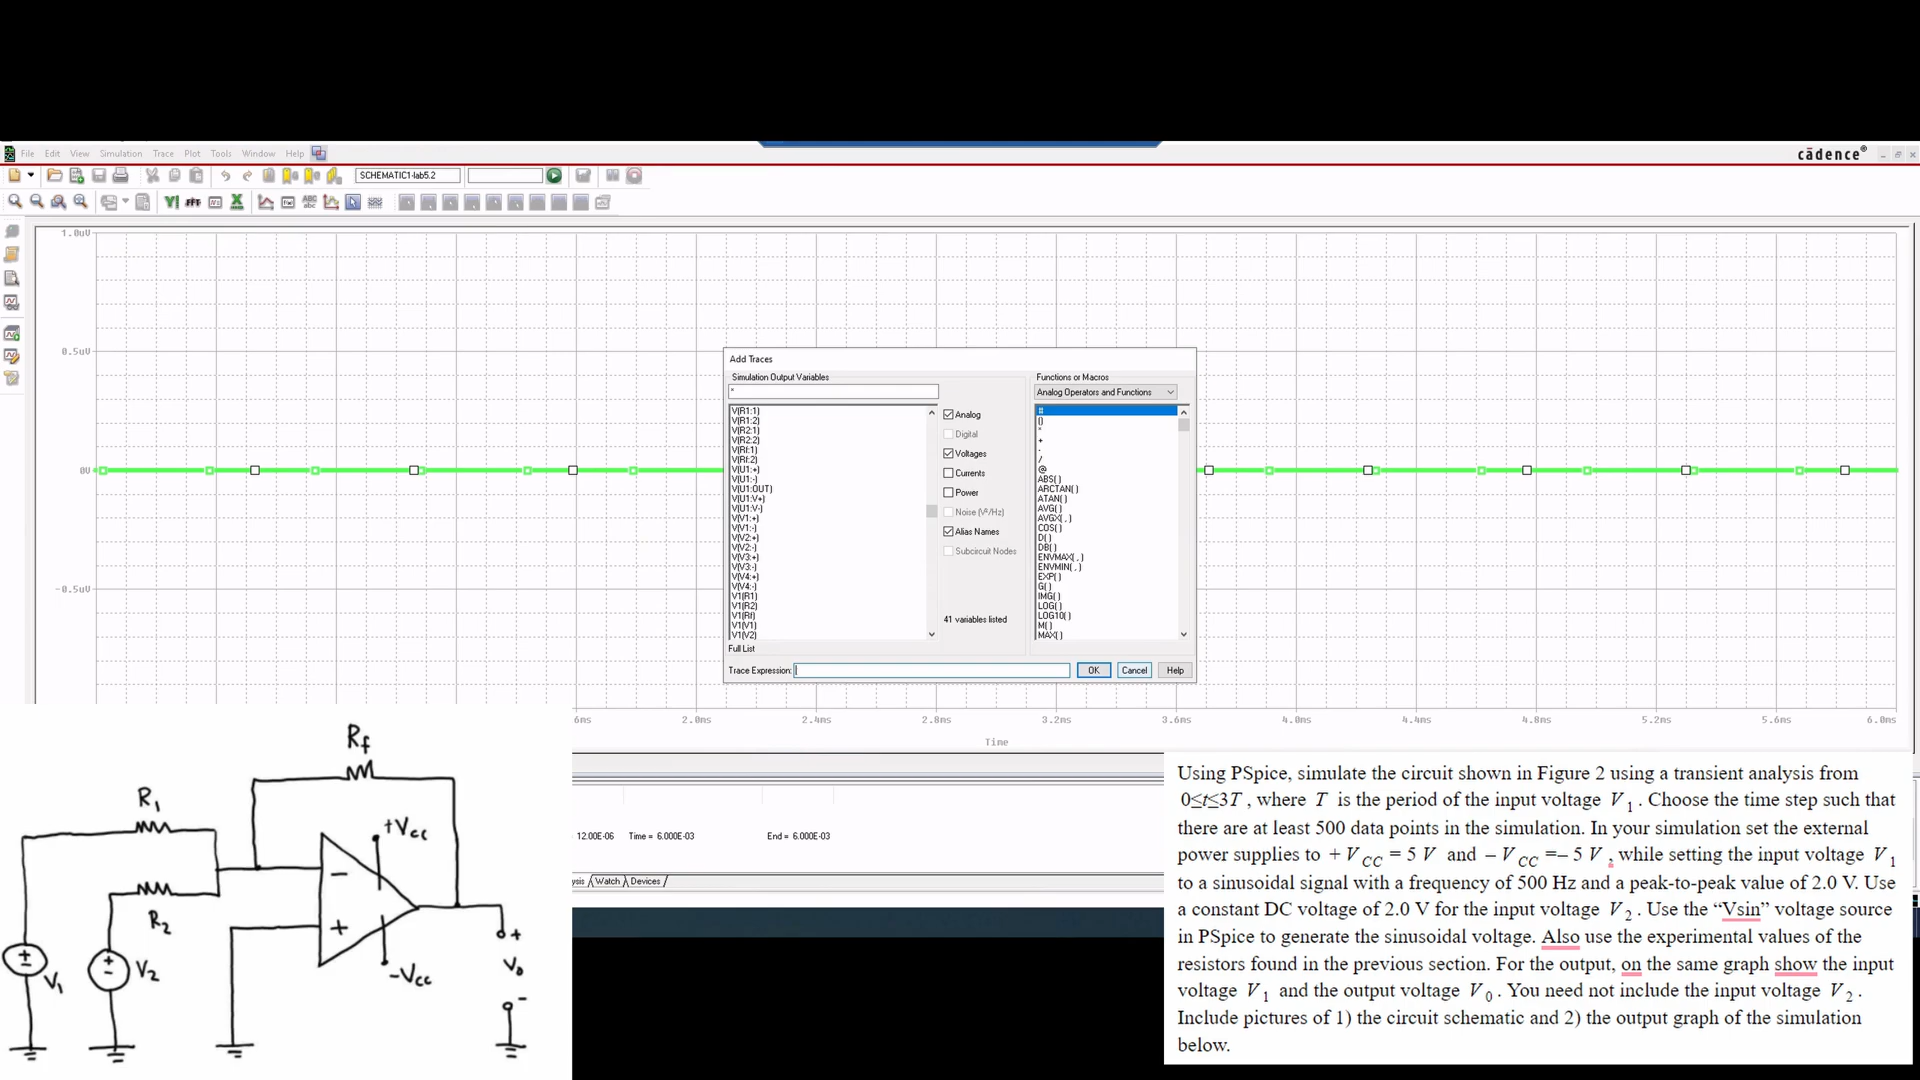 File Edit View Simulation Trace Plot Tools Window Help
cādence®
SCHEMATIC1-lab5.2
1.0uV
0.5uV
0V
-0.5uV
Add Traces
Simulation Output Variables
*
V(R1:1)
V(R1:2)
V(R2:1)
V(R2:2)
V(Rf:1)
V(Rf:2)
V(U1:+)
V(U1:-)
V(U1:OUT)
V(U1:V+)
V(U1:V-)
V(V1:+)
V(V1:-)
V(V2:+)
V(V2:-)
V(V3:+)
V(V3:-)
V(V4:+)
V(V4:-)
V1(R1)
V1(R2)
V1(Rf)
V1(V1)
V1(V2)
Full List
Analog
Digital
Voltages
Currents
Power
Noise (V²/Hz)
Alias Names
Subcircuit Nodes
41 variables listed
Functions or Macros
Analog Operators and Functions
#
()
*
+
-
/
@
ABS()
ARCTAN()
ATAN()
AVG()
AVGX(,)
COS()
D()
DB()
ENVMAX(,)
ENVMIN(,)
EXP()
G()
IMG()
LOG()
LOG10()
M()
MAX()
Trace Expression:
OK Cancel Help
6ms 2.0ms 2.4ms 2.8ms 3.2ms 3.6ms 4.0ms 4.4ms 4.8ms 5.2ms 5.6ms 6.0ms
Time
12.00E-06 Time = 6.000E-03 End = 6.000E-03
ysis Watch Devices
Rf
R1
+Vcc
−
R2
+
+
V1
V2
−Vcc
Vo
-
Using PSpice, simulate the circuit shown in Figure 2 using a transient analysis from
0≤t≤3T , where T is the period of the input voltage V1 . Choose the time step such that
there are at least 500 data points in the simulation. In your simulation set the external
power supplies to + VCC = 5 V and − VCC =− 5 V , while setting the input voltage V1
to a sinusoidal signal with a frequency of 500 Hz and a peak-to-peak value of 2.0 V. Use
a constant DC voltage of 2.0 V for the input voltage V2 . Use the “Vsin” voltage source
in PSpice to generate the sinusoidal voltage. Also use the experimental values of the
resistors found in the previous section. For the output, on the same graph show the input
voltage V1 and the output voltage V0 . You need not include the input voltage V2 .
Include pictures of 1) the circuit schematic and 2) the output graph of the simulation
below.